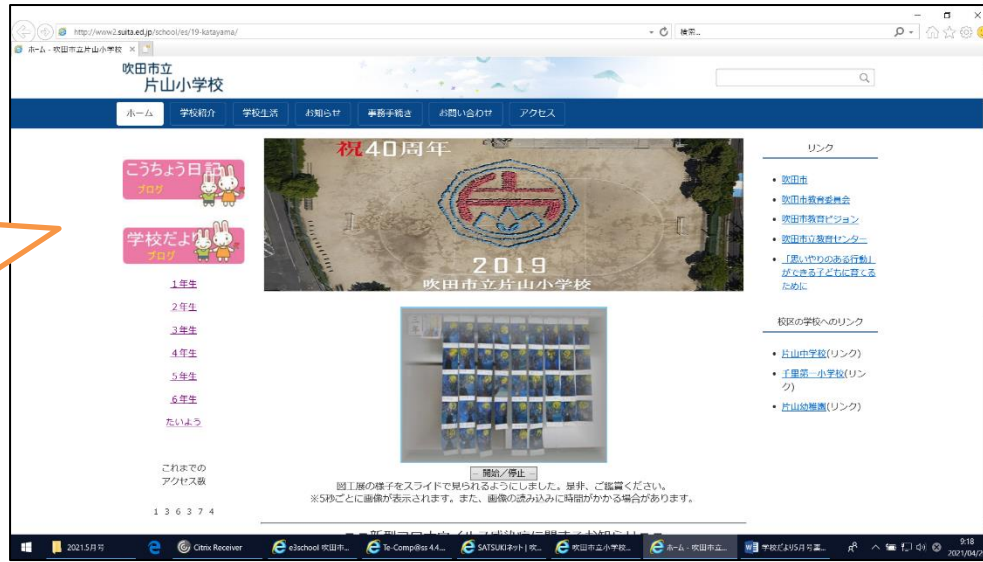 http://www2.suita.ed.jp/school/es/19-katayama/
検索...
ホーム - 吹田市立片山小学校
吹田市立
片山小学校
ホーム 学校紹介 学校生活 お知らせ 事務手続き お問い合わせ アクセス
こうちょう日記
ブログ
学校だより
ブログ
1年生
2年生
3年生
4年生
5年生
6年生
たいよう
これまでの
アクセス数
136374
祝40周年
2019
吹田市立片山小学校
－ 開始／停止 －
図工展の様子をスライドで見られるようにしました。是非、ご鑑賞ください。
※5秒ごとに画像が表示されます。また、画像の読み込みに時間がかかる場合があります。
リンク
吹田市
吹田市教育委員会
吹田市教育ビジョン
吹田市立教育センター
「思いやりのある行動」
ができる子どもに育てる
ために
校区の学校へのリンク
片山中学校(リンク)
千里第一小学校(リン
ク)
片山幼稚園(リンク)
2021.5月号
Citrix Receiver
e3school 吹田市...
Te-Comp@ss 4.4...
SATSUKIネット | 吹...
吹田市立小学校...
ホーム - 吹田市立...
学校だより5月号...
9:18